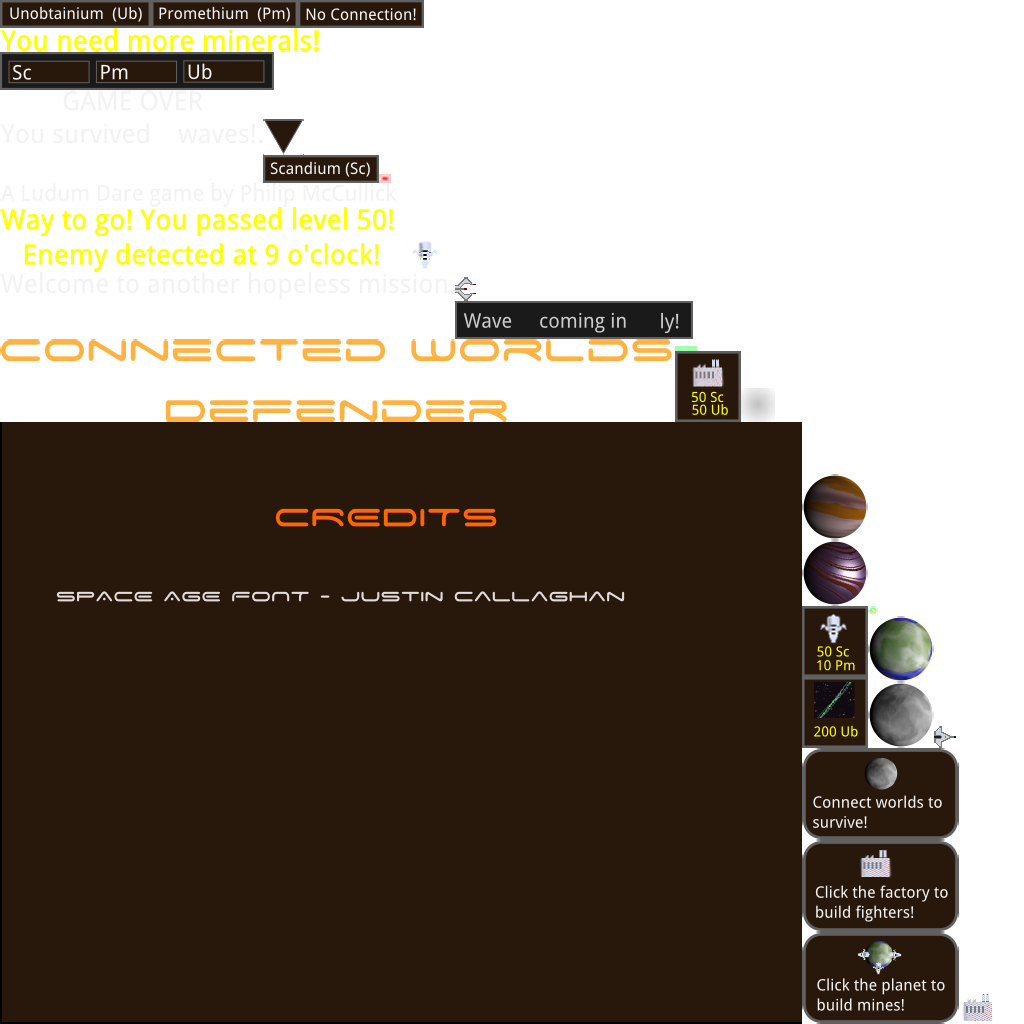 Unobtainium (Ub)
Promethium (Pm)
No Connection!
You need more minerals!
Sc
Pm
Ub
GAME OVER
You survived waves!.
Scandium (Sc)
A Ludum Dare game by Philip McCullick
Way to go! You passed level 50!
Enemy detected at 9 o'clock!
Welcome to another hopeless mission.
Wave coming in ly!
CONNECTED WORLDS
DEFENDER
50 Sc
50 Ub
CREDITS
SPACE AGE FONT - JUSTIN CALLAGHAN
50 Sc
10 Pm
200 Ub
Connect worlds to
survive!
Click the factory to
build fighters!
Click the planet to
build mines!